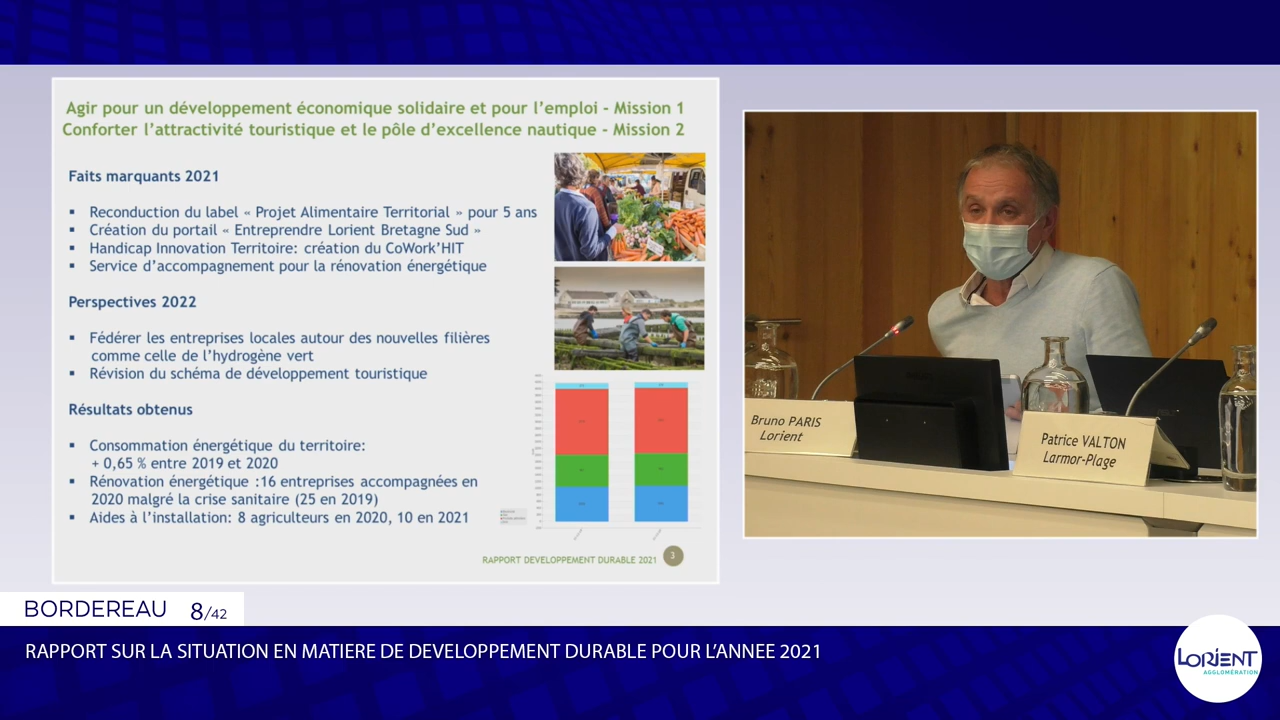 Agir pour un développement économique solidaire et pour l'emploi - Mission 1
Conforter l'attractivité touristique et le pôle d'excellence nautique - Mission 2
Faits marquants 2021
▪ Reconduction du label « Projet Alimentaire Territorial » pour 5 ans
▪ Création du portail « Entreprendre Lorient Bretagne Sud »
▪ Handicap Innovation Territoire: création du CoWork'HIT
▪ Service d'accompagnement pour la rénovation énergétique
Perspectives 2022
▪ Fédérer les entreprises locales autour des nouvelles filières
comme celle de l'hydrogène vert
▪ Révision du schéma de développement touristique
Résultats obtenus
▪ Consommation énergétique du territoire:
+ 0,65 % entre 2019 et 2020
▪ Rénovation énergétique :16 entreprises accompagnées en
2020 malgré la crise sanitaire (25 en 2019)
▪ Aides à l'installation: 8 agriculteurs en 2020, 10 en 2021
RAPPORT DEVELOPPEMENT DURABLE 2021 3
Bruno PARIS
Lorient
Patrice VALTON
Larmor-Plage
BORDEREAU 8/42
RAPPORT SUR LA SITUATION EN MATIERE DE DEVELOPPEMENT DURABLE POUR L'ANNEE 2021
LORIENT
AGGLOMÉRATION